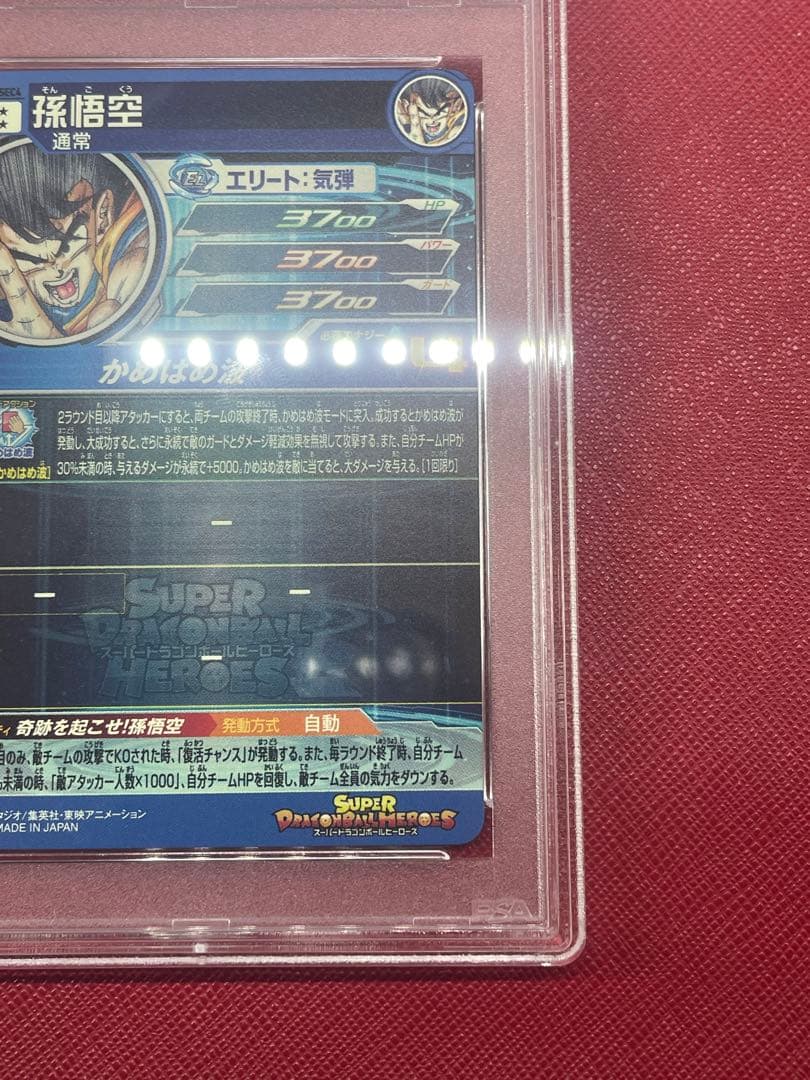 SEC4
孫悟空
そんごくう
通常
エリート:気弾
3700 HP
3700 パワー
3700 ガード
かめはめ波
2ラウンド目以降アタッカーにすると、両チームの攻撃終了時、かめはめ波モードに突入。成功するとかめはめ波が
発動し、大成功すると、さらに永続で敵のガードとダメージ軽減効果を無視して攻撃する。また、自分チームHPが
30%未満の時、与えるダメージが永続で+5000。かめはめ波を敵に当てると、大ダメージを与える。[1回限り]
かめはめ波]
SUPER
DRAGONBALL
スーパードラゴンボールヒーローズ
HEROES
奇跡を起こせ!孫悟空 発動方式 自動
目のみ、敵チームの攻撃でKOされた時、「復活チャンス」が発動する。また、毎ラウンド終了時、自分チーム
%未満の時、「敵アタッカー人数×1000」、自分チームHPを回復し、敵チーム全員の気力をダウンする。
タジオ/集英社・東映アニメーション
MADE IN JAPAN
SUPER
DRAGONBALL HEROES
スーパードラゴンボールヒーローズ